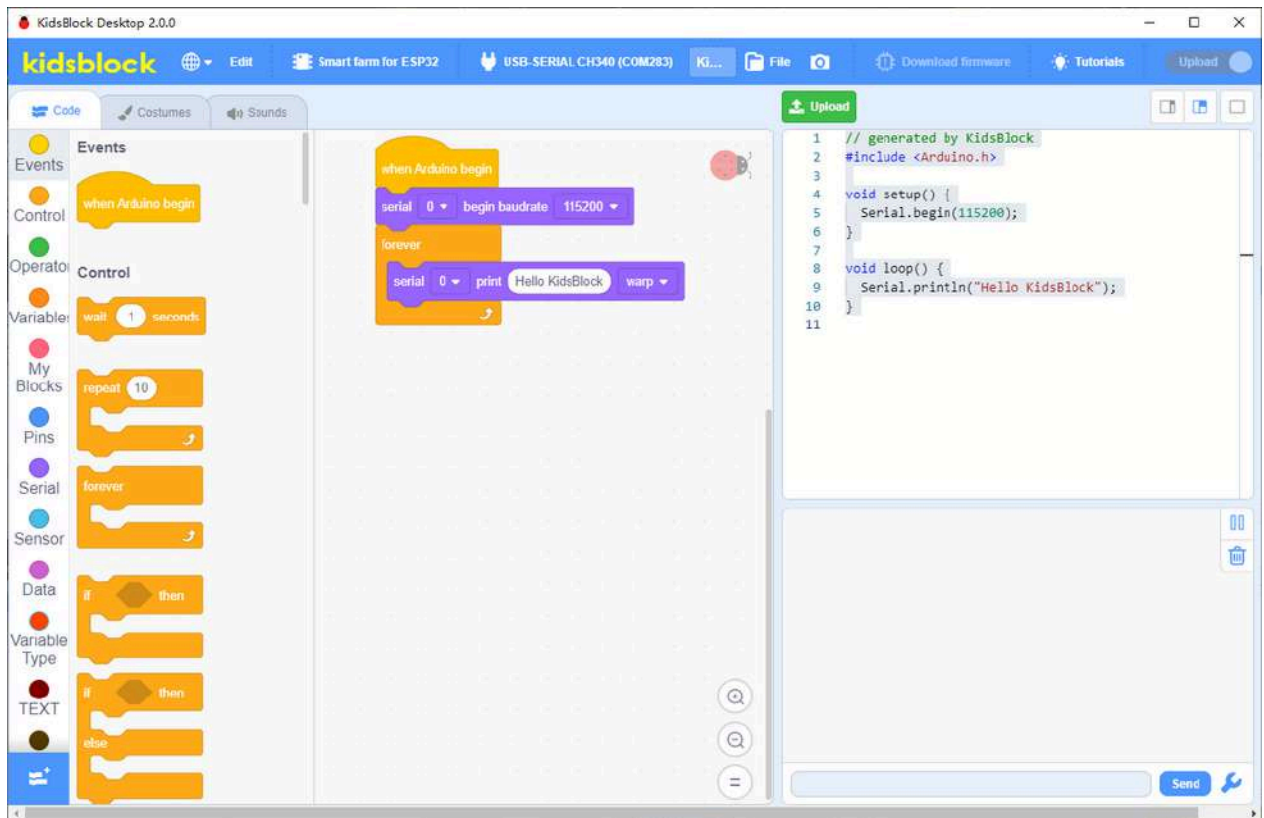 KidsBlock Desktop 2.0.0
kidsblock Edit Smart farm for ESP32 USB-SERIAL CH340 (COM283) Ki... File Download firmware Tutorials Upload
Code Costumes Sounds
Upload
Events
Control
Operator
Variables
My
Blocks
Pins
Serial
Sensor
Data
Variable
Type
TEXT
Events
when Arduino begin
Control
wait 1 seconds
repeat 10
forever
if then
if then
else
when Arduino begin
serial 0 begin baudrate 115200
forever
serial 0 print Hello KidsBlock warp
1 // generated by KidsBlock
2 #include <Arduino.h>
3
4 void setup() {
5 Serial.begin(115200);
6 }
7
8 void loop() {
9 Serial.println("Hello KidsBlock");
10 }
11
Send